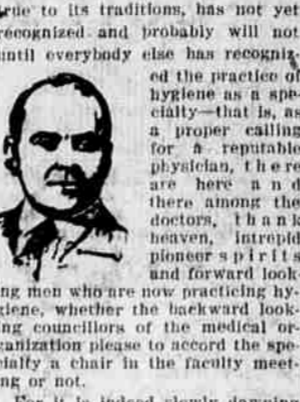 true to its traditions, has not yet
recognized and probably will not
until everybody else has recogniz-
ed the practice of
hygiene as a spe-
cialty—that is, as
a proper calling
for a reputable
physician, there
are here and
there among the
doctors, thank
heaven, intrepid
pioneer spirits
and forward look-
ing men who are now practicing hy-
giene, whether the backward look-
ing councillors of the medical or-
ganization please to accord the spe-
cialty a chair in the faculty meet-
ing or not.
For it is indeed slowly dawning